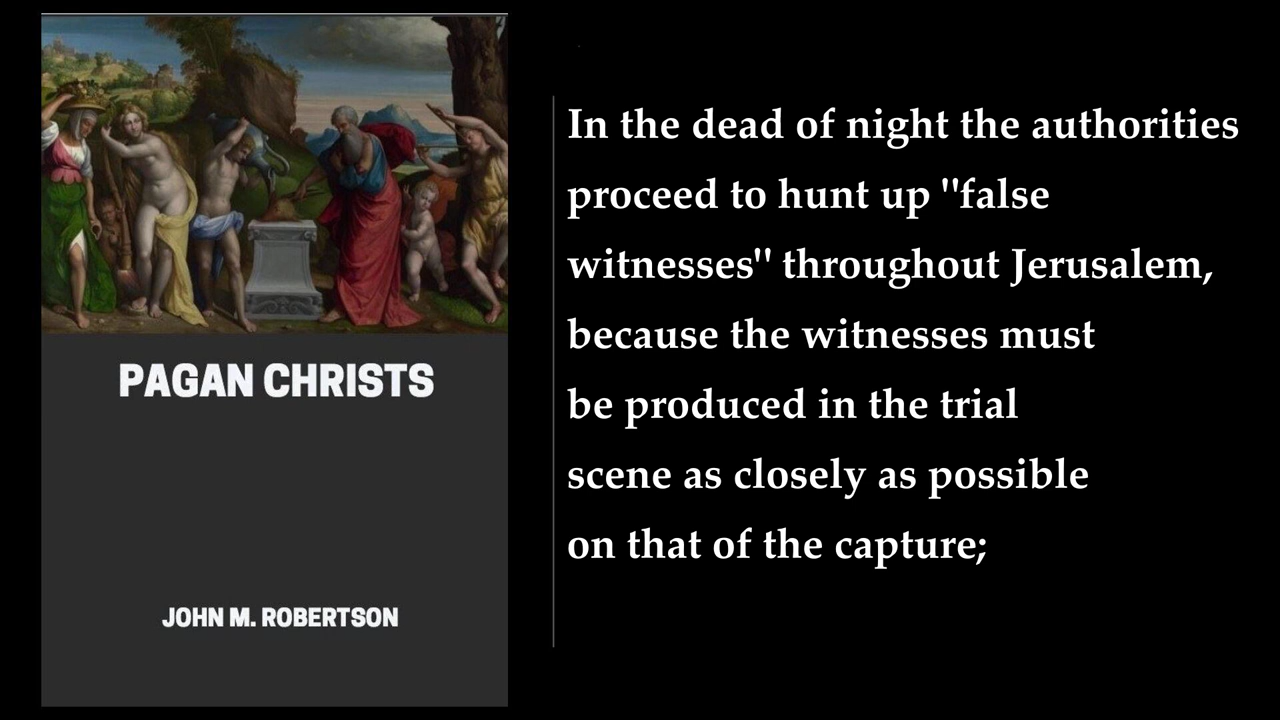 PAGAN CHRISTS
JOHN M. ROBERTSON
In the dead of night the authorities
proceed to hunt up "false
witnesses" throughout Jerusalem,
because the witnesses must
be produced in the trial
scene as closely as possible
on that of the capture;